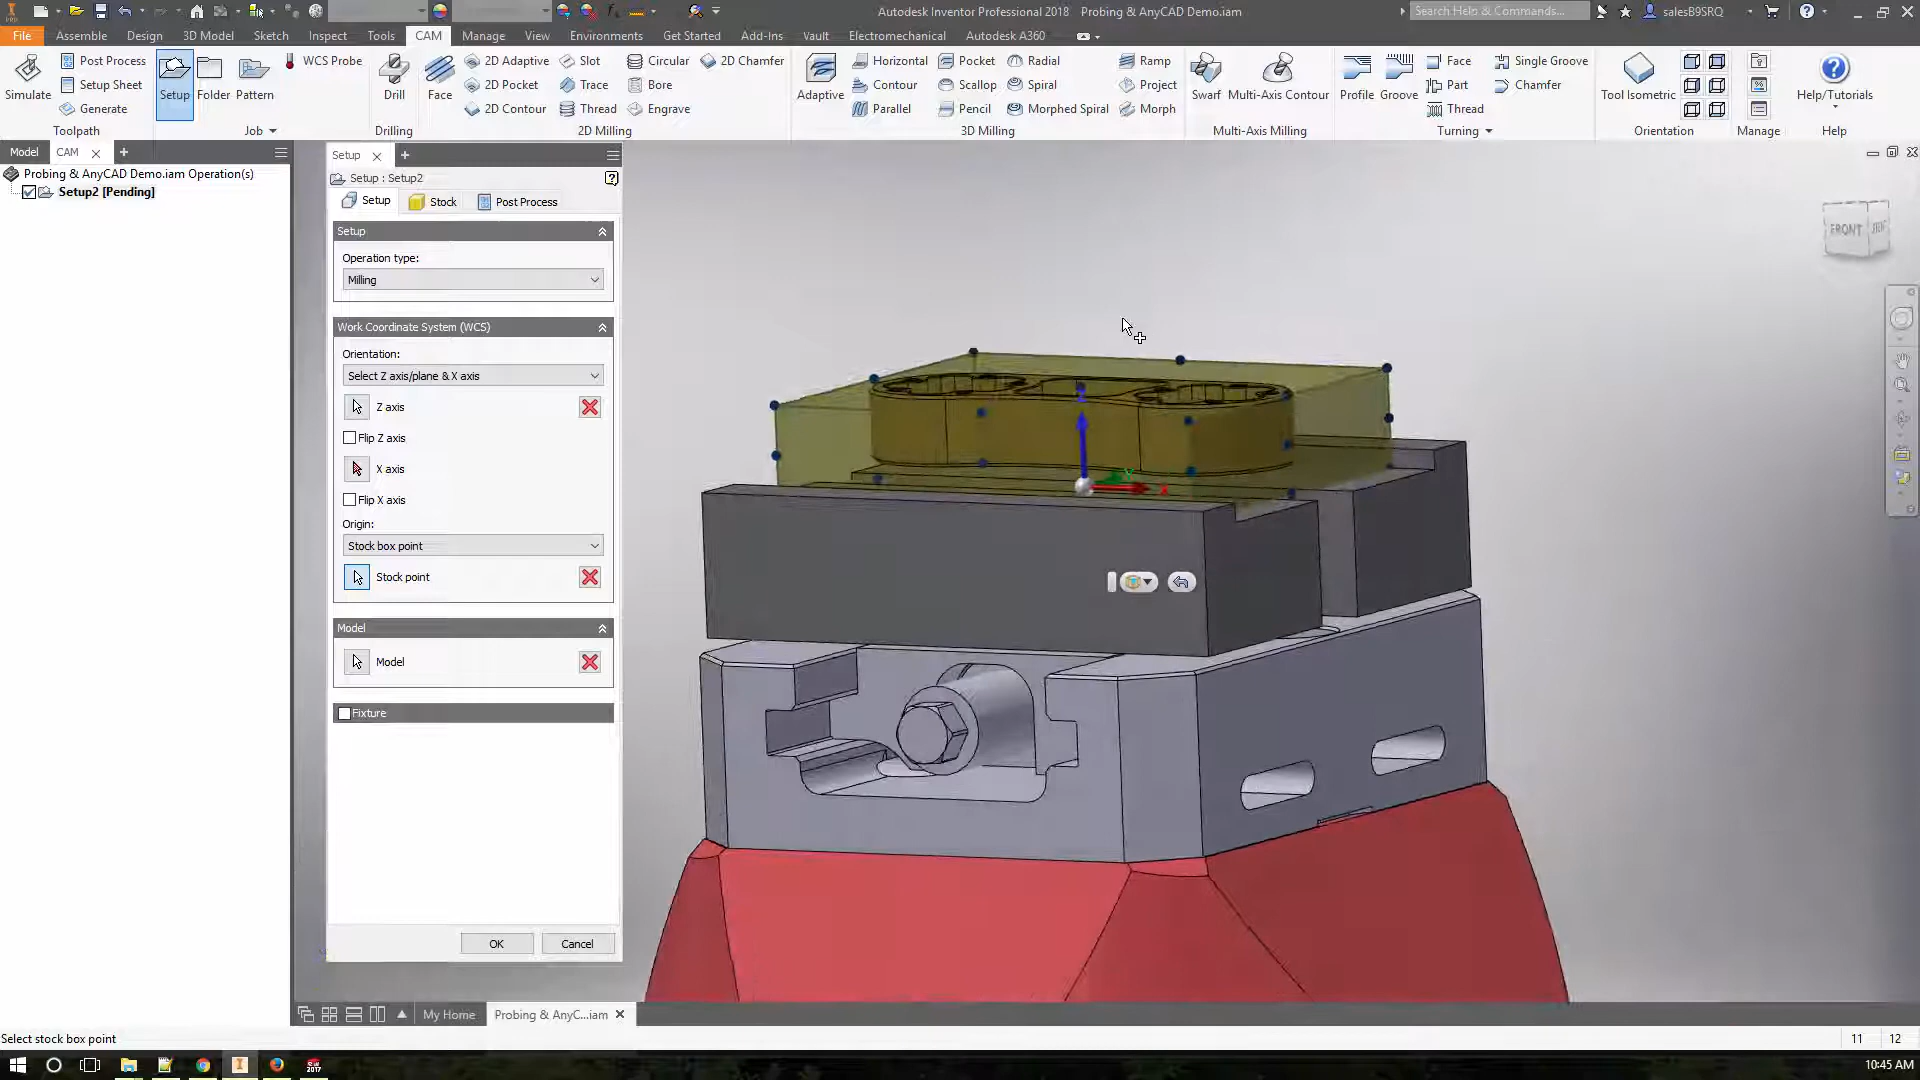 Autodesk Inventor Professional 2018 Probing & AnyCAD Demo.iam
Search Help & Commands...
salesB9SRQ
File Assemble Design 3D Model Sketch Inspect Tools CAM Manage View Environments Get Started Add-Ins Vault Electromechanical Autodesk A360
Simulate
Post Process
Setup Sheet
Generate
Toolpath
Setup
Folder
Pattern
WCS Probe
Job
Drill
Drilling
Face
2D Adaptive
2D Pocket
2D Contour
Slot
Trace
Thread
Circular
Bore
Engrave
2D Chamfer
2D Milling
Adaptive
Horizontal
Contour
Parallel
Pocket
Scallop
Pencil
Radial
Spiral
Morphed Spiral
Ramp
Project
Morph
3D Milling
Swarf
Multi-Axis Contour
Multi-Axis Milling
Profile
Groove
Face
Part
Thread
Single Groove
Chamfer
Turning
Tool Isometric
Orientation
Manage
Help/Tutorials
Help
Model
CAM
Probing & AnyCAD Demo.iam Operation(s)
Setup2 [Pending]
Setup
Setup : Setup2
Setup
Stock
Post Process
Setup
Operation type:
Milling
Work Coordinate System (WCS)
Orientation:
Select Z axis/plane & X axis
Z axis
Flip Z axis
X axis
Flip X axis
Origin:
Stock box point
Stock point
Model
Model
Fixture
OK
Cancel
FRONT
Z
Y
X
My Home
Probing & AnyC...iam
Select stock box point
11
12
10:45 AM